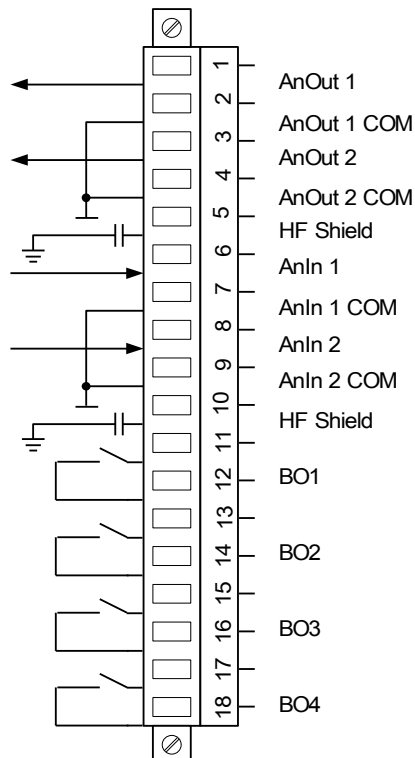 1
AnOut 1
2
AnOut 1 COM
3
AnOut 2
4
AnOut 2 COM
5
HF Shield
6
AnIn 1
7
AnIn 1 COM
8
AnIn 2
9
AnIn 2 COM
10
HF Shield
11
12
BO1
13
14
BO2
15
16
BO3
17
18
BO4